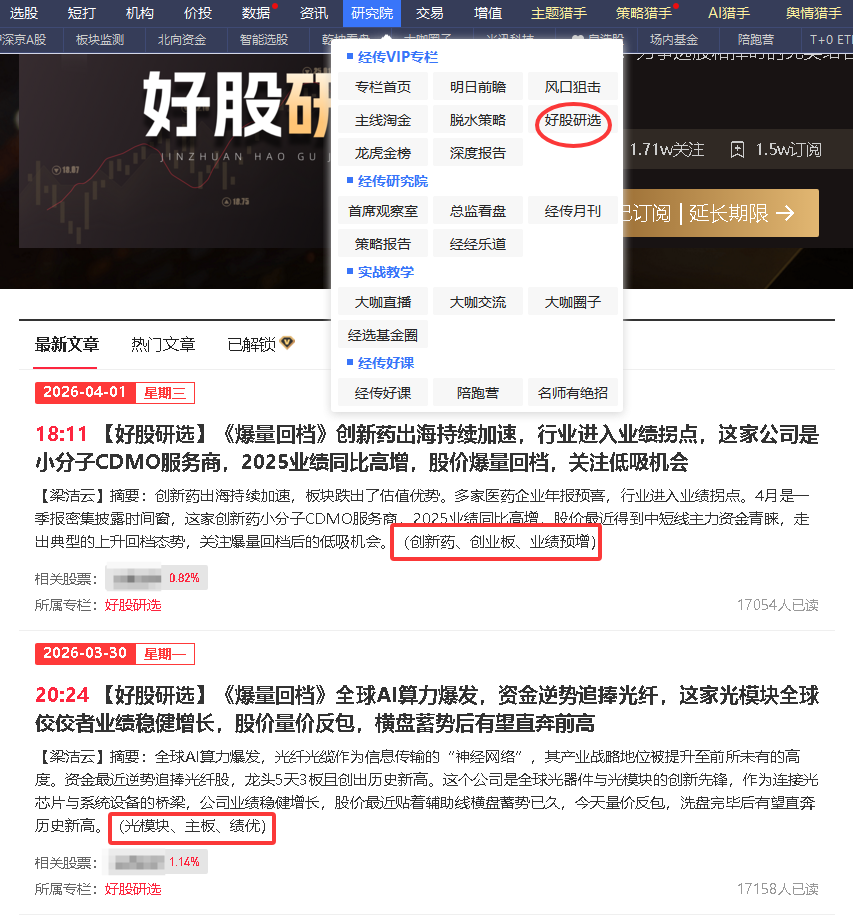 选股 短打 机构 价投 数据 资讯 研究院 交易 增值 主题猎手 策略猎手 AI猎手 舆情猎手
沪深京A股 板块监测 北向资金 智能选股 自选股 场内基金 陪跑营 T+0 ET
经传VIP专栏
专栏首页 明日前瞻 风口狙击
主线淘金 脱水策略 好股研选
龙虎金榜 深度报告
经传研究院
首席观察室 总监看盘 经传月刊
策略报告 经经乐道
实战教学
大咖直播 大咖交流 大咖圈子
经选基金圈
经传好课
经传好课 陪跑营 名师有绝招
好股研
JINZHUAN HAO GU
1.71w关注 1.5w订阅
已订阅 | 延长期限 →
最新文章 热门文章 已解锁
2026-04-01 星期三
18:11 【好股研选】《爆量回档》创新药出海持续加速，行业进入业绩拐点，这家公司是
小分子CDMO服务商，2025业绩同比高增，股价爆量回档，关注低吸机会
【梁洁云】摘要：创新药出海持续加速，板块跌出了估值优势。多家医药企业年报预喜，行业进入业绩拐点。4月是一
季报密集披露时间窗，这家创新药小分子CDMO服务商，2025业绩同比高增，股价最近得到中短线主力资金青睐，走
出典型的上升回档态势，关注爆量回档后的低吸机会。（创新药、创业板、业绩预增）
相关股票： 0.82%
所属专栏：好股研选 17054人已读
2026-03-30 星期一
20:24 【好股研选】《爆量回档》全球AI算力爆发，资金逆势追捧光纤，这家光模块全球
佼佼者业绩稳健增长，股价量价反包，横盘蓄势后有望直奔前高
【梁洁云】摘要：全球AI算力爆发，光纤光缆作为信息传输的“神经网络”，其产业战略地位被提升至前所未有的高
度。资金最近逆势追捧光纤股，龙头5天3板且创出历史新高。这个公司是全球光器件与光模块的创新先锋，作为连接光
芯片与系统设备的桥梁，公司业绩稳健增长，股价最近贴着辅助线横盘蓄势已久，今天量价反包，洗盘完毕后有望直奔
历史新高。（光模块、主板、绩优）
相关股票： 1.14%
所属专栏：好股研选 17158人已读